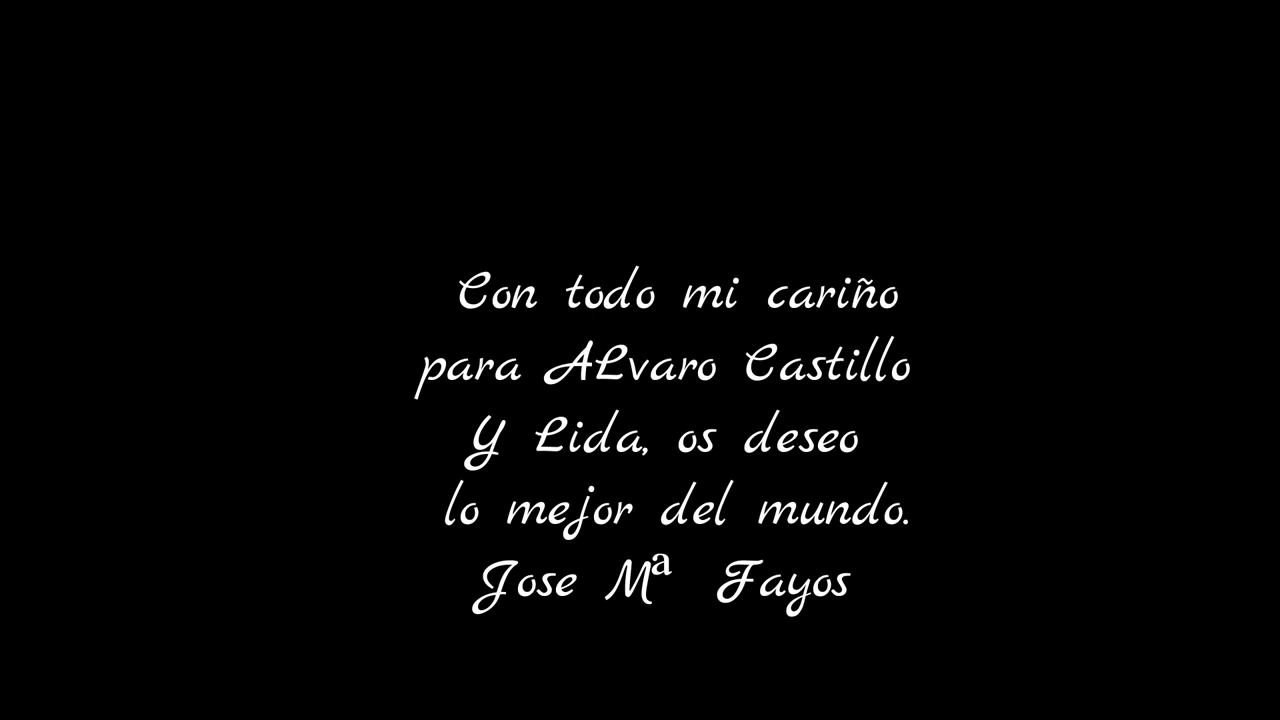 Con todo mi cariño
para ALvaro Castillo
Y Lida, os deseo
lo mejor del mundo.
Jose Mª Fayos